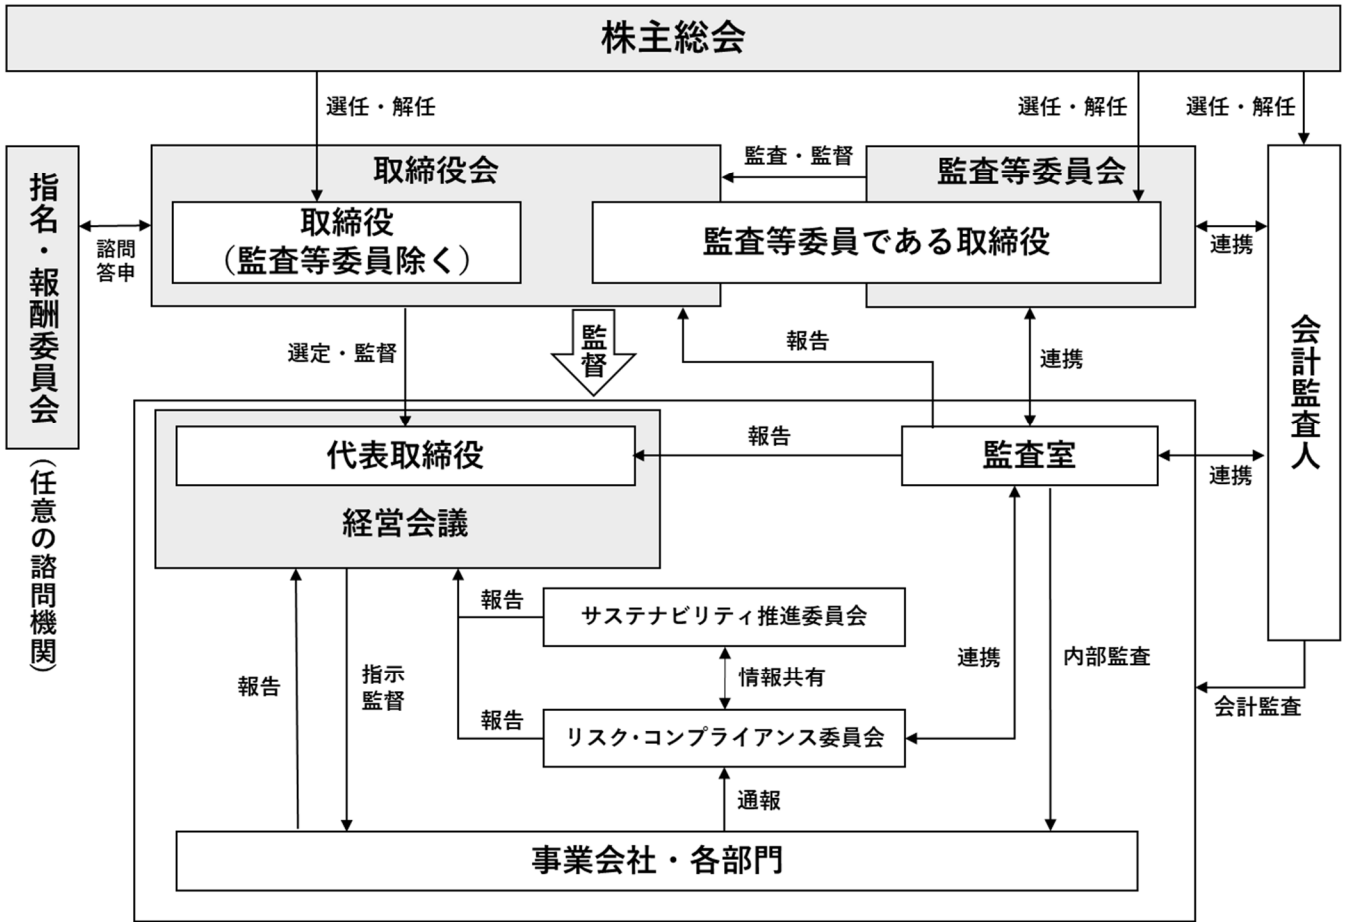 株主総会
選任・解任
選任・解任
選任・解任
指名・報酬委員会
（任意の諮問機関）
諮問
答申
取締役会
取締役
（監査等委員除く）
監査・監督
監査等委員会
監査等委員である取締役
連携
会計監査人
選定・監督
監督
報告
連携
代表取締役
経営会議
報告
監査室
連携
報告
サステナビリティ推進委員会
報告
指示
監督
情報共有
連携
内部監査
会計監査
報告
リスク・コンプライアンス委員会
通報
事業会社・各部門